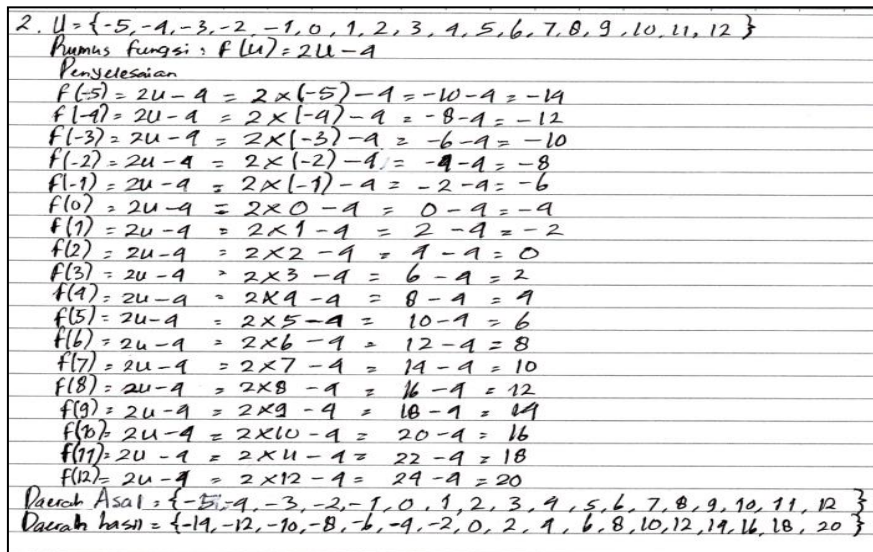 2. U = {-5, -4, -3, -2, -1, 0, 1, 2, 3, 4, 5, 6, 7, 8, 9, 10, 11, 12 }
Rumus fungsi : f(u) = 2u - 4
Penyelesaian
f(-5) = 2u - 4 = 2 × (-5) - 4 = -10 - 4 = -14
f(-4) = 2u - 4 = 2 × (-4) - 4 = -8 - 4 = -12
f(-3) = 2u - 4 = 2 × (-3) - 4 = -6 - 4 = -10
f(-2) = 2u - 4 = 2 × (-2) - 4 = -4 - 4 = -8
f(-1) = 2u - 4 = 2 × (-1) - 4 = -2 - 4 = -6
f(0) = 2u - 4 = 2 × 0 - 4 = 0 - 4 = -4
f(1) = 2u - 4 = 2 × 1 - 4 = 2 - 4 = -2
f(2) = 2u - 4 = 2 × 2 - 4 = 4 - 4 = 0
f(3) = 2u - 4 = 2 × 3 - 4 = 6 - 4 = 2
f(4) = 2u - 4 = 2 × 4 - 4 = 8 - 4 = 4
f(5) = 2u - 4 = 2 × 5 - 4 = 10 - 4 = 6
f(6) = 2u - 4 = 2 × 6 - 4 = 12 - 4 = 8
f(7) = 2u - 4 = 2 × 7 - 4 = 14 - 4 = 10
f(8) = 2u - 4 = 2 × 8 - 4 = 16 - 4 = 12
f(9) = 2u - 4 = 2 × 9 - 4 = 18 - 4 = 14
f(10) = 2u - 4 = 2 × 10 - 4 = 20 - 4 = 16
f(11) = 2u - 4 = 2 × 11 - 4 = 22 - 4 = 18
f(12) = 2u - 4 = 2 × 12 - 4 = 24 - 4 = 20
Daerah Asal = {-5, -4, -3, -2, -1, 0, 1, 2, 3, 4, 5, 6, 7, 8, 9, 10, 11, 12 }
Daerah hasil = {-14, -12, -10, -8, -6, -4, -2, 0, 2, 4, 6, 8, 10, 12, 14, 16, 18, 20 }